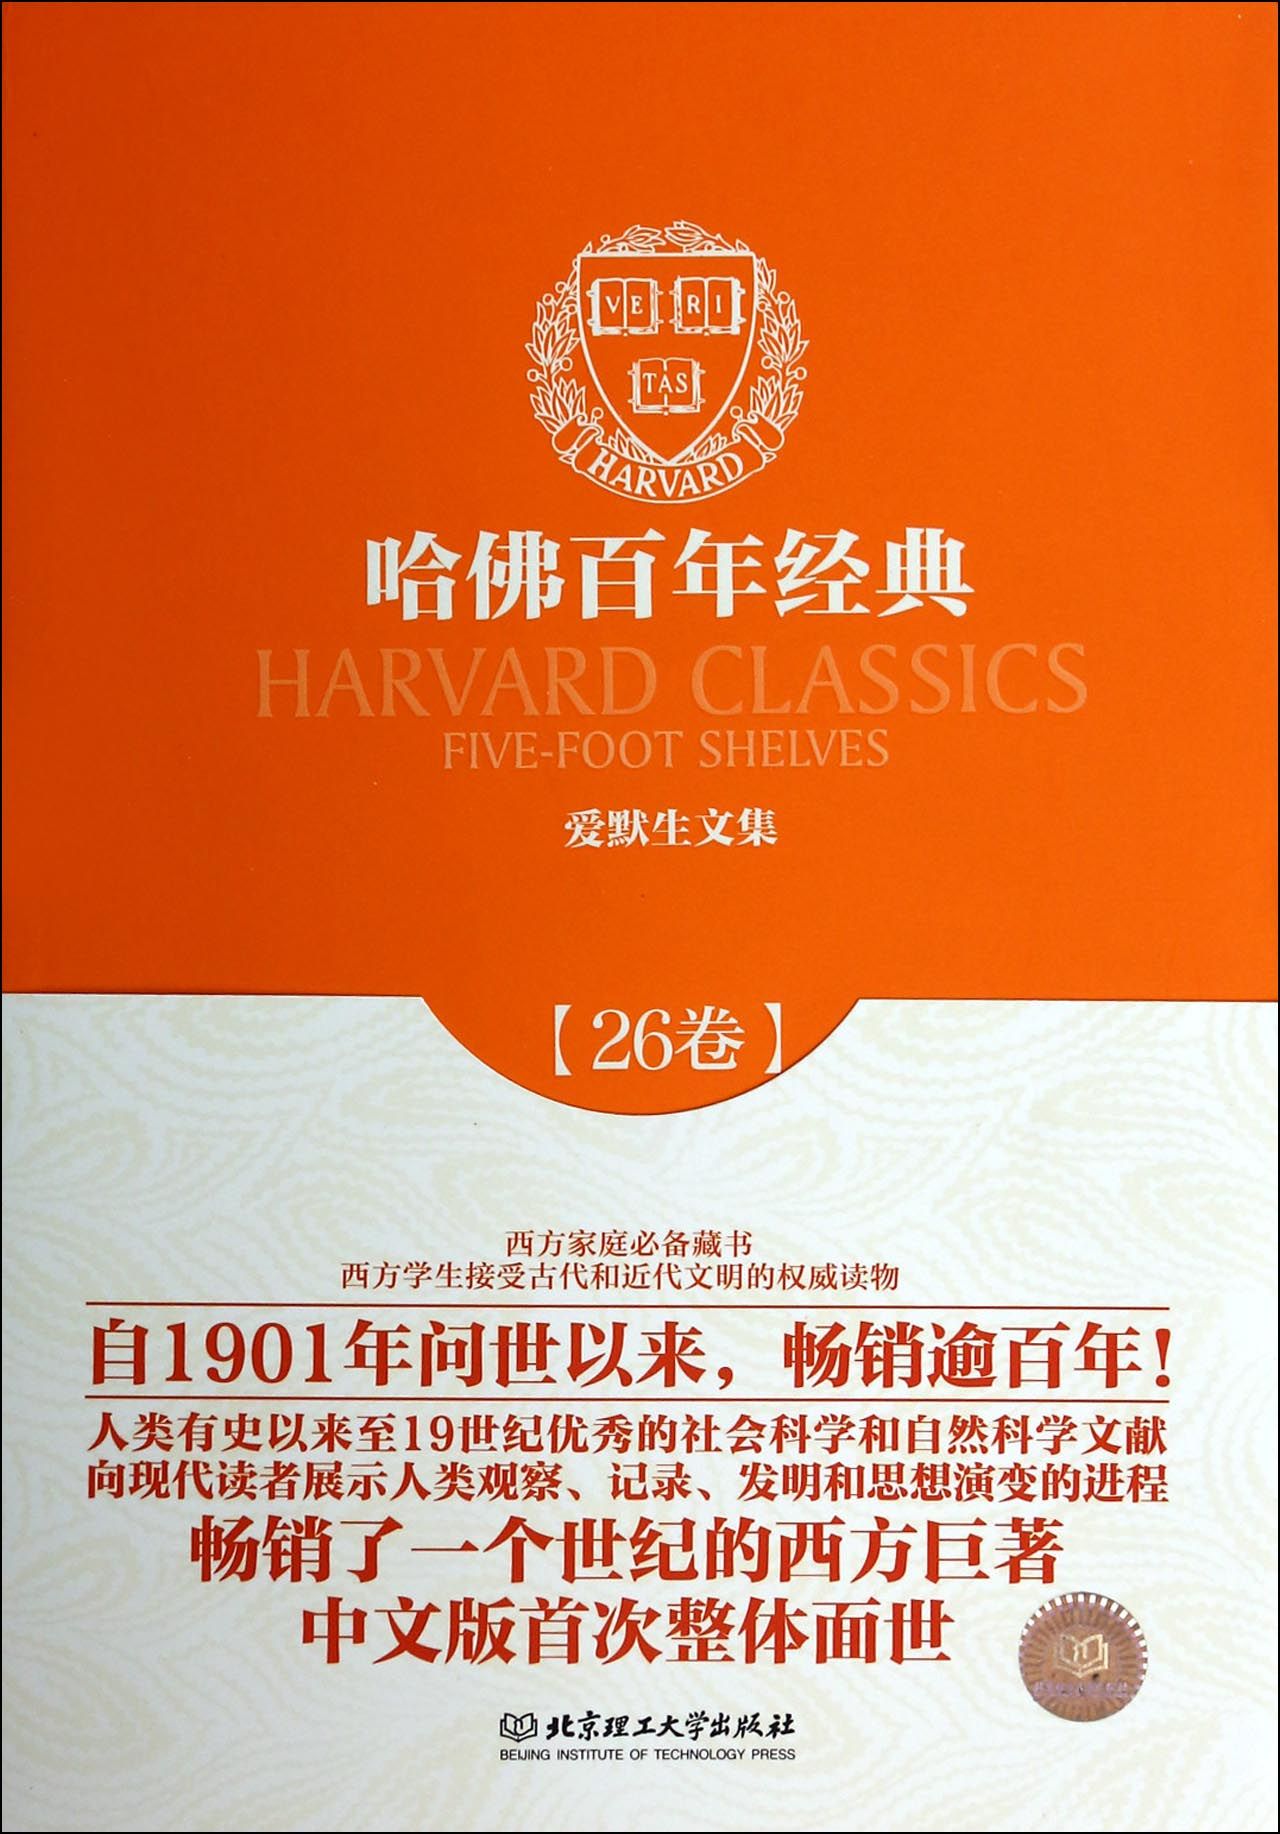 VE RI
TAS
HARVARD
哈佛百年经典
HARVARD CLASSICS
FIVE-FOOT SHELVES
爱默生文集
【26卷】
西方家庭必备藏书
西方学生接受古代和近代文明的权威读物
自1901年问世以来，畅销逾百年！
人类有史以来至19世纪优秀的社会科学和自然科学文献
向现代读者展示人类观察、记录、发明和思想演变的进程
畅销了一个世纪的西方巨著
中文版首次整体面世
北京理工大学出版社
BEIJING INSTITUTE OF TECHNOLOGY PRESS